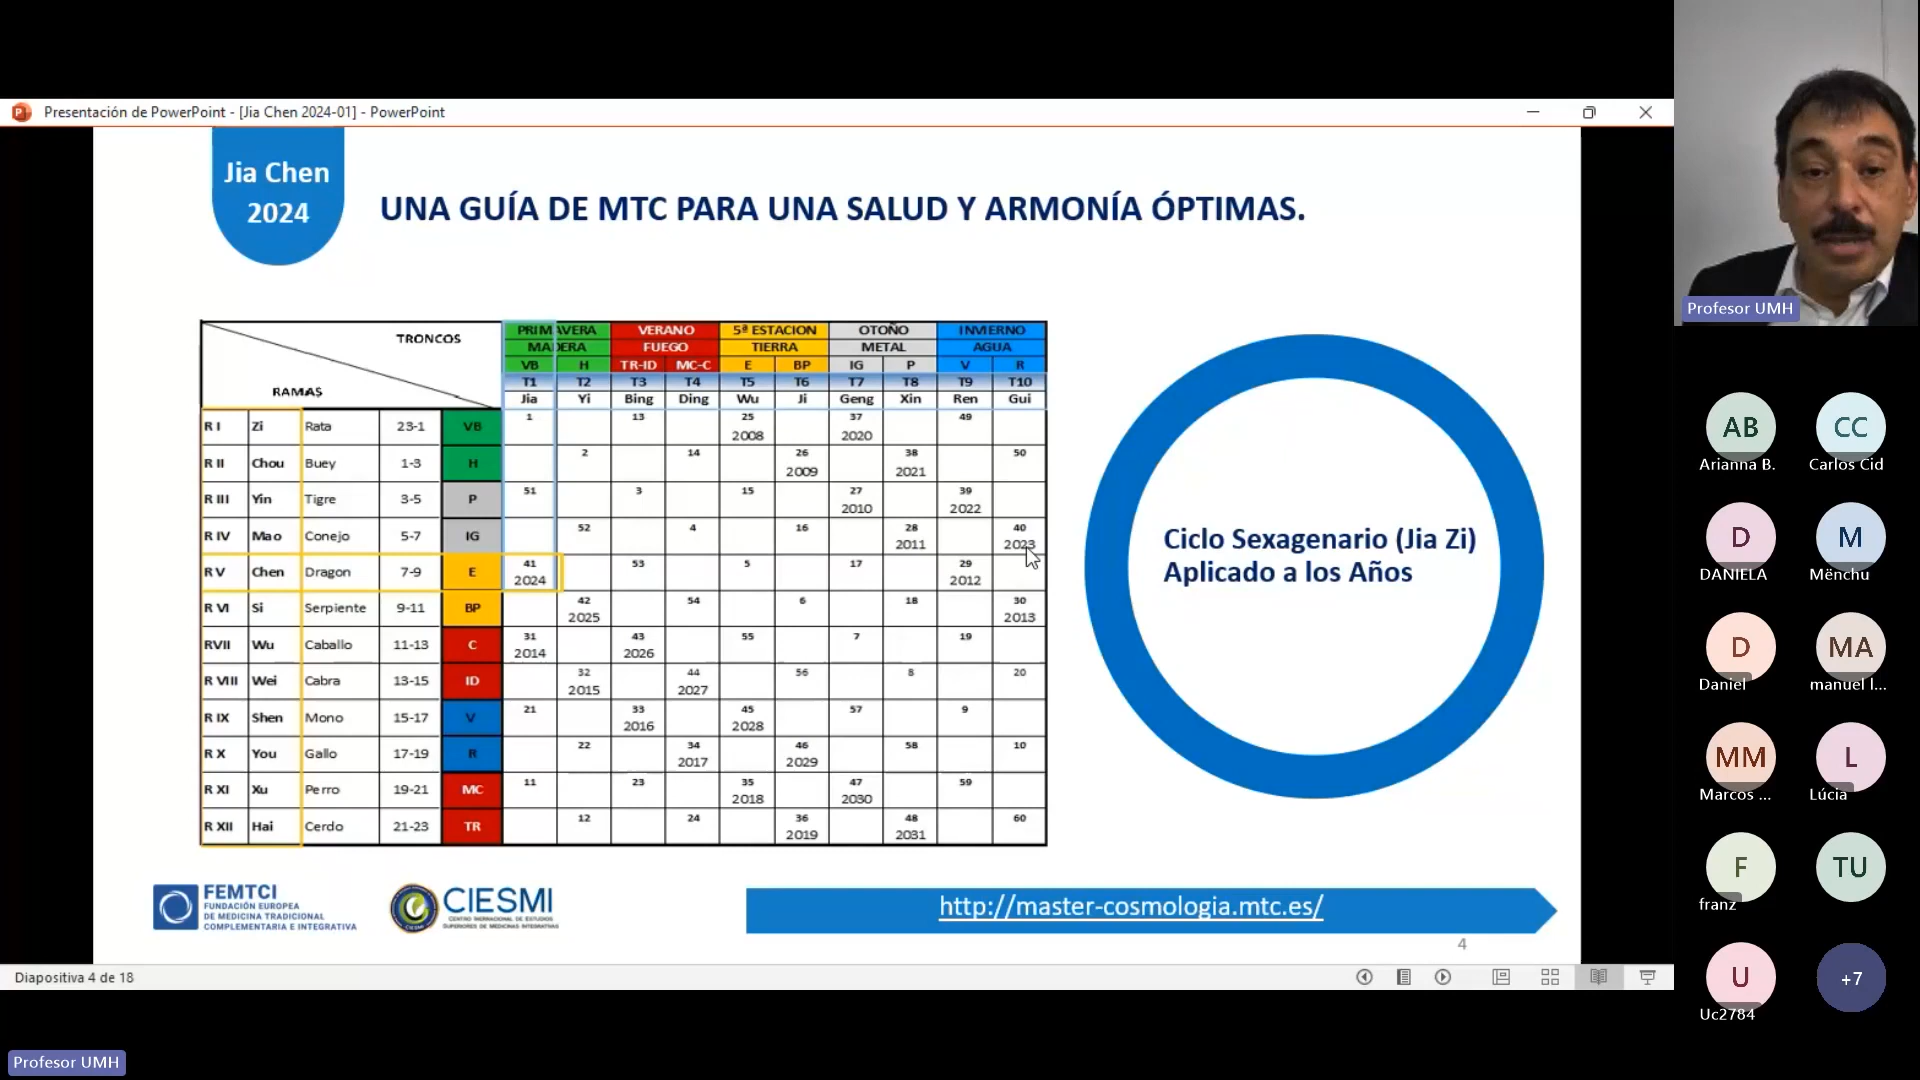 Presentación de PowerPoint - [Jia Chen 2024-01] - PowerPoint
Jia Chen
2024
UNA GUÍA DE MTC PARA UNA SALUD Y ARMONÍA ÓPTIMAS.
TRONCOS
RAMAS
PRIMAVERA VERANO 5ª ESTACION OTOÑO INVIERNO
MADERA FUEGO TIERRA METAL AGUA
VB H TR-ID MC-C E BP IG P V R
T1 T2 T3 T4 T5 T6 T7 T8 T9 T10
Jia Yi Bing Ding Wu Ji Geng Xin Ren Gui
R I Zi Rata 23-1 VB 1 13 25 2008 37 2020 49
R II Chou Buey 1-3 H 2 14 26 2009 38 2021 50
R III Yin Tigre 3-5 P 51 3 15 27 2010 39 2022
R IV Mao Conejo 5-7 IG 52 4 16 28 2011 40 2023
R V Chen Dragon 7-9 E 41 2024 53 5 17 29 2012
R VI Si Serpiente 9-11 BP 42 2025 54 6 18 30 2013
RVII Wu Caballo 11-13 C 31 2014 43 2026 55 7 19
R VIII Wei Cabra 13-15 ID 32 2015 44 2027 56 8 20
R IX Shen Mono 15-17 V 21 33 2016 45 2028 57 9
R X You Gallo 17-19 R 22 34 2017 46 2029 58 10
R XI Xu Perro 19-21 MC 11 23 35 2018 47 2030 59
R XII Hai Cerdo 21-23 TR 12 24 36 2019 48 2031 60
Ciclo Sexagenario (Jia Zi)
Aplicado a los Años
FEMTCI
FUNDACIÓN EUROPEA
DE MEDICINA TRADICIONAL
COMPLEMENTARIA E INTEGRATIVA
CIESMI
CENTRO INTERNACIONAL DE ESTUDIOS
SUPERIORES DE MEDICINAS INTEGRATIVAS
http://master-cosmologia.mtc.es/
4
Diapositiva 4 de 18
Profesor UMH
Profesor UMH
AB CC
Arianna B. Carlos Cid
D M
DANIELA Mënchu
D MA
Daniel manuel l...
MM L
Marcos ... Lúcia
F TU
franz
U +7
Uc2784